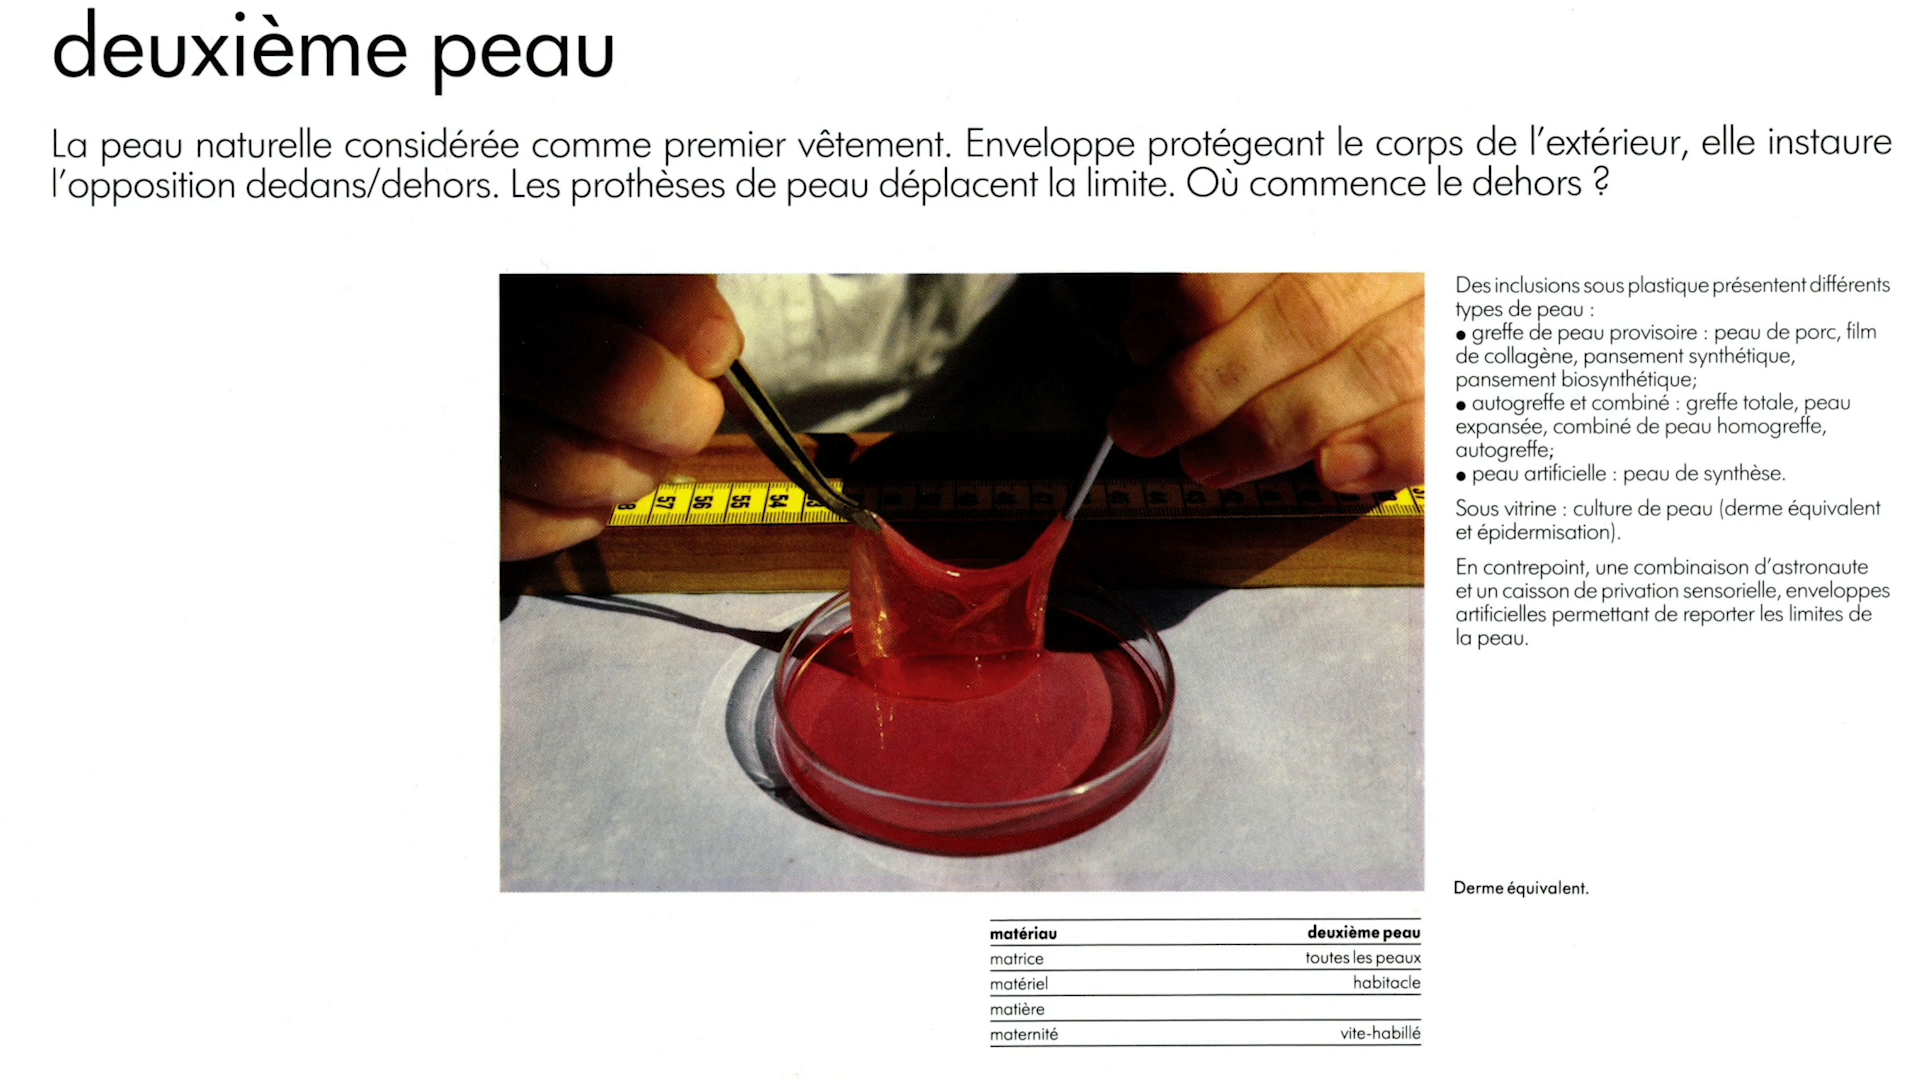 deuxième peau
La peau naturelle considérée comme premier vêtement. Enveloppe protégeant le corps de l'extérieur, elle instaure
l'opposition dedans/dehors. Les prothèses de peau déplacent la limite. Où commence le dehors ?
Des inclusions sous plastique présentent différents
types de peau :
• greffe de peau provisoire : peau de porc, film
de collagène, pansement synthétique,
pansement biosynthétique;
• autogreffe et combiné : greffe totale, peau
expansée, combiné de peau homogreffe,
autogreffe;
• peau artificielle : peau de synthèse.
Sous vitrine : culture de peau (derme équivalent
et épidermisation).
En contrepoint, une combinaison d'astronaute
et un caisson de privation sensorielle, enveloppes
artificielles permettant de reporter les limites de
la peau.
57 56 55 54
Derme équivalent.
matériau deuxième peau
matrice toutes les peaux
matériel habitacle
matière
maternité vite-habillé